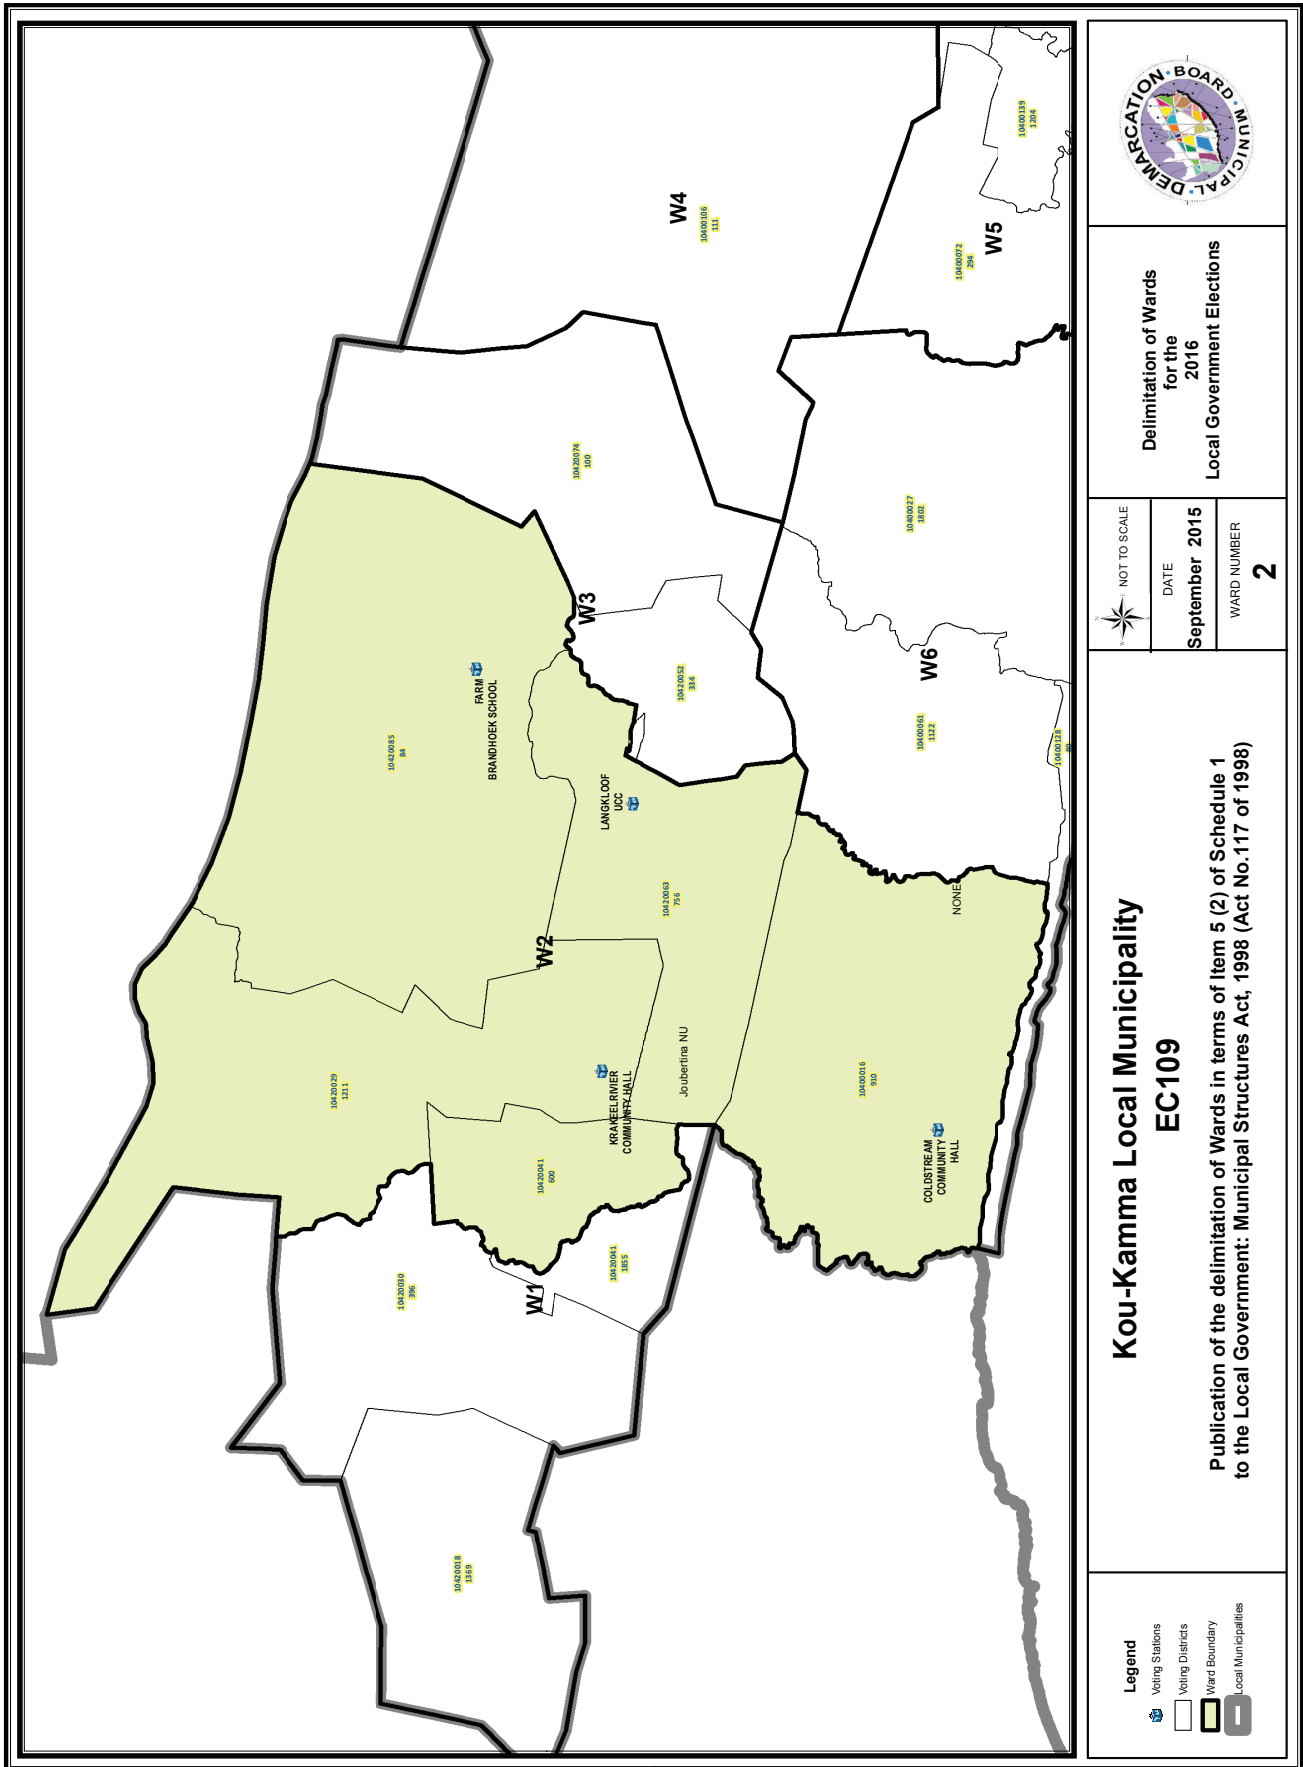 10420085
84
FARM
BRANDHOEK SCHOOL
10420029
1211
10420074
100
W3
W4
10400106
111
10420052
334
LANGKLOOF
UCC
10420063
756
W2
Joubertina NU
KRAKEELRIVIER
COMMUNITY HALL
10420041
600
10420041
1855
W1
10420030
396
10420018
1369
10400139
1204
W5
10400072
294
10400027
1802
W6
10400061
1122
10400128
80
NONE
10400016
910
COLDSTREAM
COMMUNITY
HALL
Legend
Voting Stations
Voting Districts
Ward Boundary
Local Municipalities
Kou-Kamma Local Municipality
EC109
Publication of the delimitation of Wards in terms of Item 5 (2) of Schedule 1
to the Local Government: Municipal Structures Act, 1998 (Act No.117 of 1998)
N
S
W
E
NOT TO SCALE
DATE
September 2015
WARD NUMBER
2
Delimitation of Wards
for the
2016
Local Government Elections
MUNICIPAL DEMARCATION BOARD